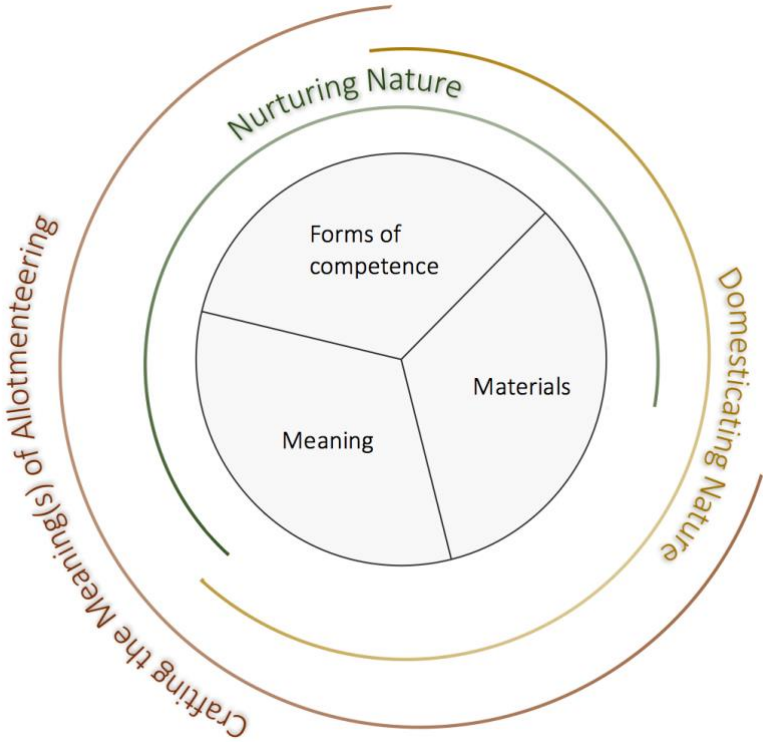 Nurturing Nature
Forms of
competence
Materials
Meaning
Domesticating Nature
Crafting the Meaning(s) of Allotmenteering